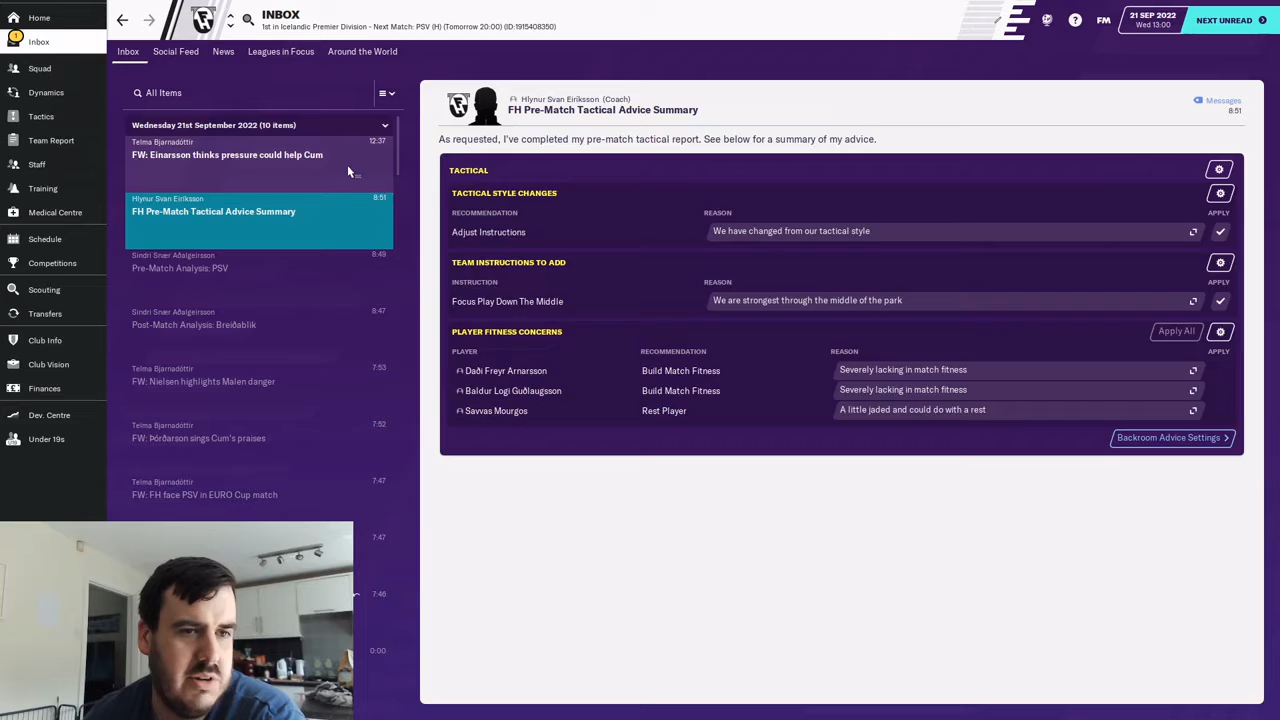 Home
1
Inbox
Squad
Dynamics
Tactics
Team Report
Staff
Training
Medical Centre
Schedule
Competitions
Scouting
Transfers
Club Info
Club Vision
Finances
Dev. Centre
Under 19s
INBOX
1st in Icelandic Premier Division - Next Match: PSV (H) (Tomorrow 20:00) (ID:1915408350)
?
FM
21 SEP 2022
Wed 13:00
NEXT UNREAD
Inbox
Social Feed
News
Leagues in Focus
Around the World
All Items
Wednesday 21st September 2022 (10 items)
Telma Bjarnadóttir
12:37
FW: Einarsson thinks pressure could help Cum
Hlynur Svan Eiríksson
8:51
FH Pre-Match Tactical Advice Summary
Sindri Snær Aðalgeirsson
8:49
Pre-Match Analysis: PSV
Sindri Snær Aðalgeirsson
8:47
Post-Match Analysis: Breiðablik
Telma Bjarnadóttir
7:53
FW: Nielsen highlights Malen danger
Telma Bjarnadóttir
7:52
FW: Þórðarson sings Cum's praises
Telma Bjarnadóttir
7:47
FW: FH face PSV in EURO Cup match
7:47
7:46
0:00
Hlynur Svan Eiríksson (Coach)
FH Pre-Match Tactical Advice Summary
Messages
8:51
As requested, I've completed my pre-match tactical report. See below for a summary of my advice.
TACTICAL
TACTICAL STYLE CHANGES
RECOMMENDATION REASON APPLY
Adjust Instructions We have changed from our tactical style
TEAM INSTRUCTIONS TO ADD
INSTRUCTION REASON APPLY
Focus Play Down The Middle We are strongest through the middle of the park
PLAYER FITNESS CONCERNS
Apply All
PLAYER RECOMMENDATION REASON APPLY
Daði Freyr Arnarsson Build Match Fitness Severely lacking in match fitness
Baldur Logi Guðlaugsson Build Match Fitness Severely lacking in match fitness
Savvas Mourgos Rest Player A little jaded and could do with a rest
Backroom Advice Settings